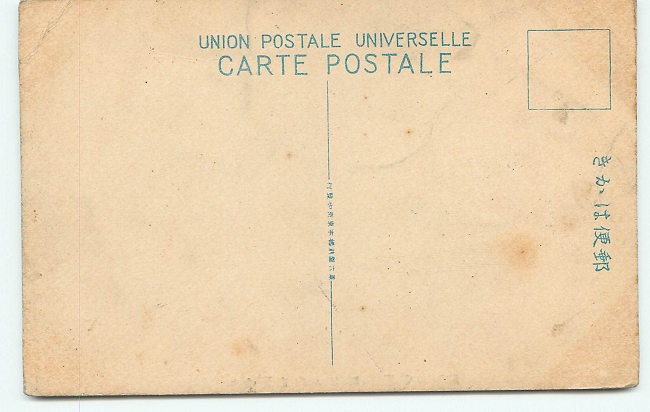 UNION POSTALE UNIVERSELLE
CARTE POSTALE
きかは便郵